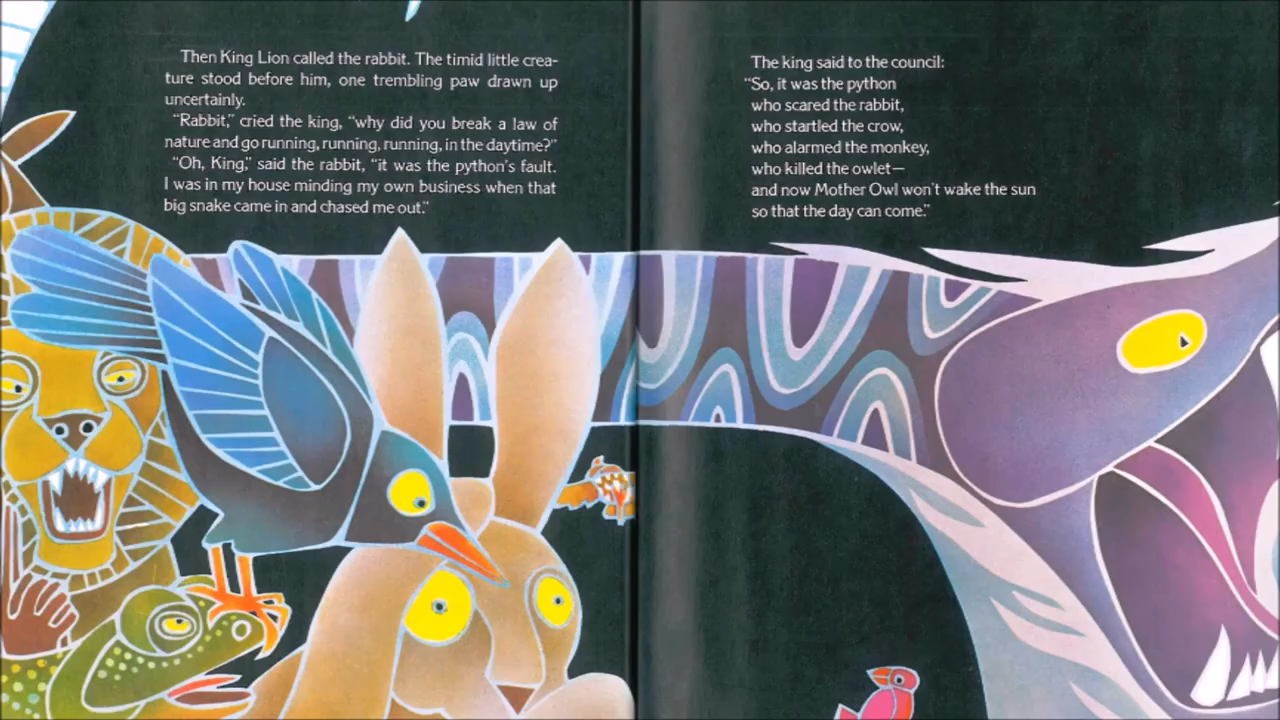 Then King Lion called the rabbit. The timid little crea-
ture stood before him, one trembling paw drawn up
uncertainly.
“Rabbit,” cried the king, “why did you break a law of
nature and go running, running, running, in the daytime?”
“Oh, King,” said the rabbit, “it was the python’s fault.
I was in my house minding my own business when that
big snake came in and chased me out.”
The king said to the council:
“So, it was the python
who scared the rabbit,
who startled the crow,
who alarmed the monkey,
who killed the owlet—
and now Mother Owl won’t wake the sun
so that the day can come.”